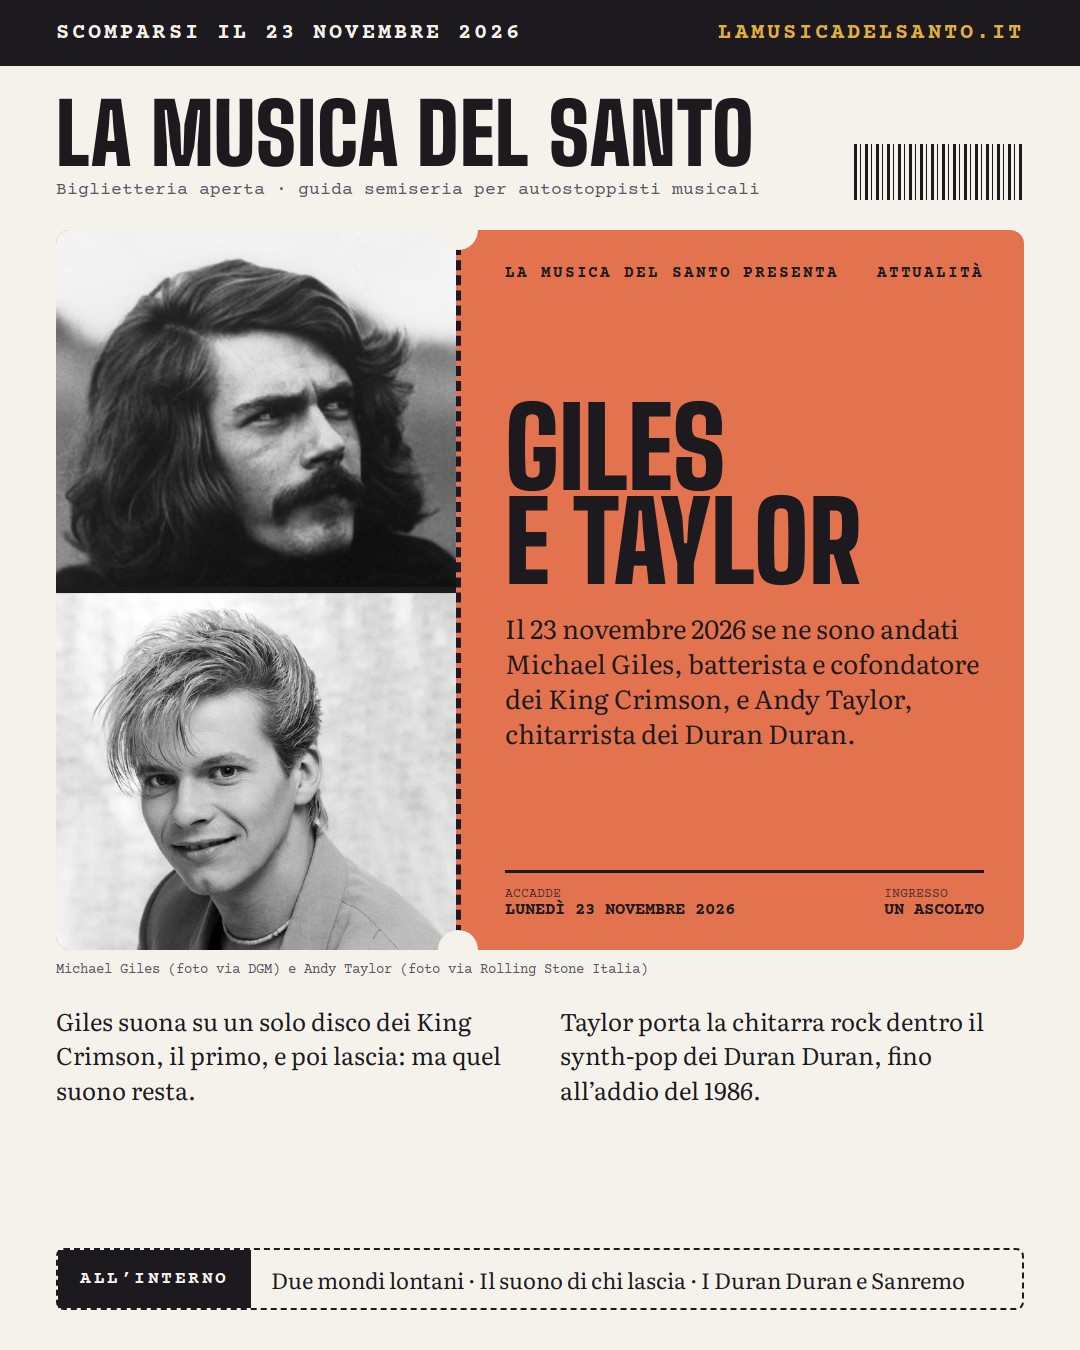 SCOMPARSI IL 23 NOVEMBRE 2026
LAMUSICADELSANTO.IT
LA MUSICA DEL SANTO
Biglietteria aperta · guida semiseria per autostoppisti musicali
LA MUSICA DEL SANTO PRESENTA
ATTUALITÀ
GILES
E TAYLOR
Il 23 novembre 2026 se ne sono andati
Michael Giles, batterista e cofondatore
dei King Crimson, e Andy Taylor,
chitarrista dei Duran Duran.
ACCADDE
LUNEDÌ 23 NOVEMBRE 2026
INGRESSO
UN ASCOLTO
Michael Giles (foto via DGM) e Andy Taylor (foto via Rolling Stone Italia)
Giles suona su un solo disco dei King
Crimson, il primo, e poi lascia: ma quel
suono resta.
Taylor porta la chitarra rock dentro il
synth-pop dei Duran Duran, fino
all’addio del 1986.
ALL’INTERNO
Due mondi lontani · Il suono di chi lascia · I Duran Duran e Sanremo